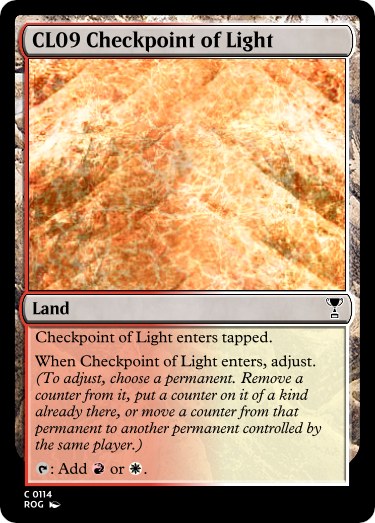 CL09 Checkpoint of Light
Land
Checkpoint of Light enters tapped.
When Checkpoint of Light enters, adjust.
(To adjust, choose a permanent. Remove a
counter from it, put a counter on it of a kind
already there, or move a counter from that
permanent to another permanent controlled by
the same player.)
: Add or .
C 0114
ROG